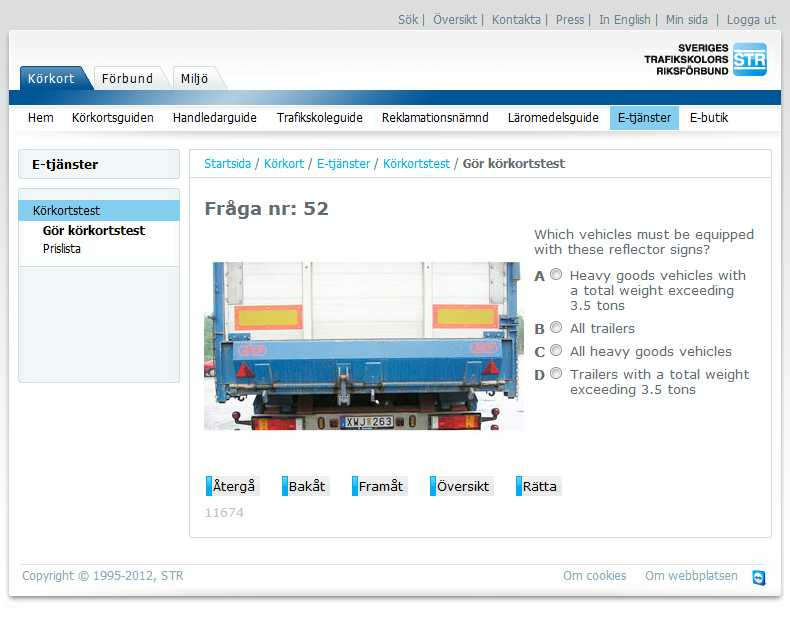 Sök | Översikt | Kontakta | Press | In English | Min sida | Logga ut
SVERIGES
TRAFIKSKOLORS
RIKSFÖRBUND
STR
Körkort Förbund Miljö
Hem Körkortsguiden Handledarguide Trafikskoleguide Reklamationsnämnd Läromedelsguide E-tjänster E-butik
E-tjänster
Körkortstest
Gör körkortstest
Prislista
Startsida / Körkort / E-tjänster / Körkortstest / Gör körkortstest
Fråga nr: 52
XWJ 263
Which vehicles must be equipped
with these reflector signs?
A Heavy goods vehicles with
a total weight exceeding
3.5 tons
B All trailers
C All heavy goods vehicles
D Trailers with a total weight
exceeding 3.5 tons
Återgå Bakåt Framåt Översikt Rätta
11674
Copyright © 1995-2012, STR
Om cookies Om webbplatsen